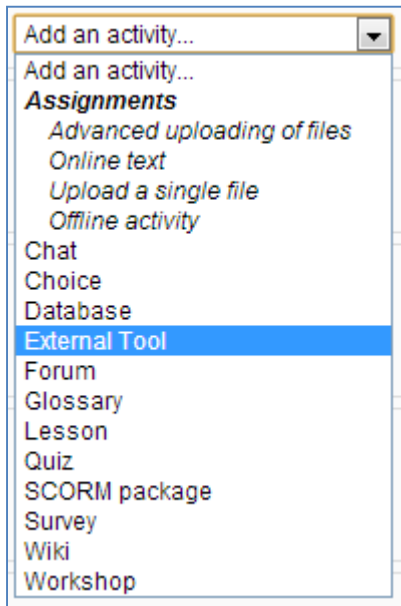 Add an activity...
Add an activity...
Assignments
Advanced uploading of files
Online text
Upload a single file
Offline activity
Chat
Choice
Database
External Tool
Forum
Glossary
Lesson
Quiz
SCORM package
Survey
Wiki
Workshop